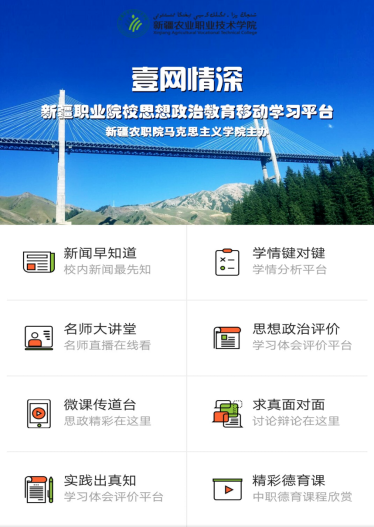 新疆农业职业技术学院
壹网情深
新疆职业院校思想政治教育移动学习平台
新疆农职院马克思主义学院主办
新闻早知道
校内新闻最先知
学情键对键
学情分析平台
名师大讲堂
名师直播在线看
思想政治评价
学习体会评价平台
微课传道台
思政精彩在这里
求真面对面
讨论辩论在这里
实践出真知
学习体会评价平台
精彩德育课
中职德育课程欣赏